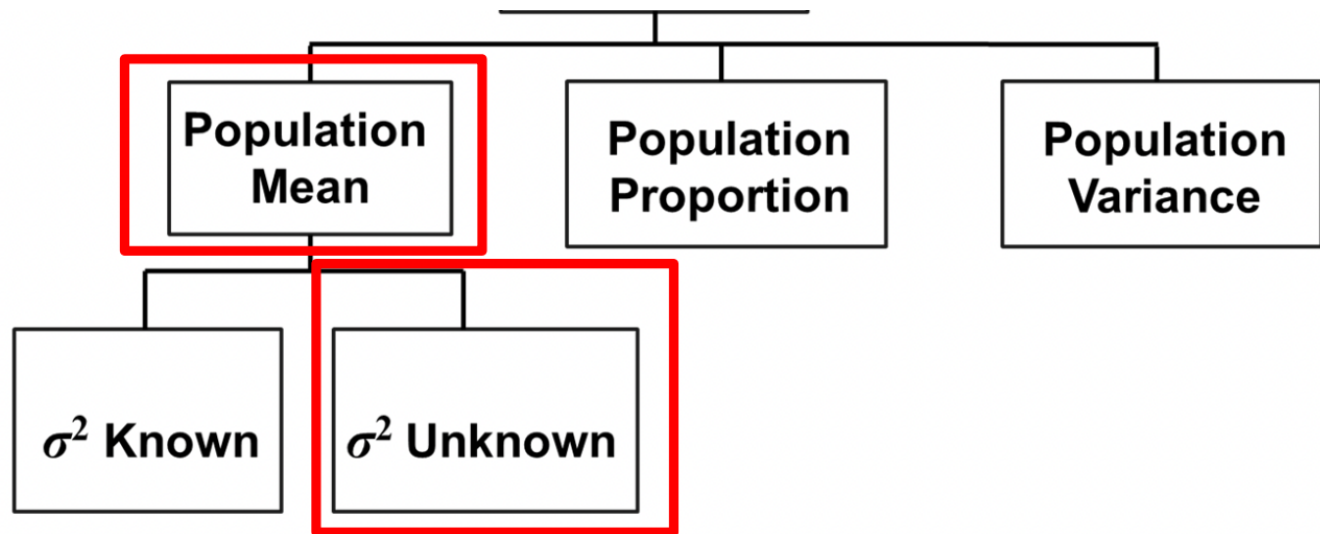 Population
Mean
Population
Proportion
Population
Variance
σ² Known
σ² Unknown